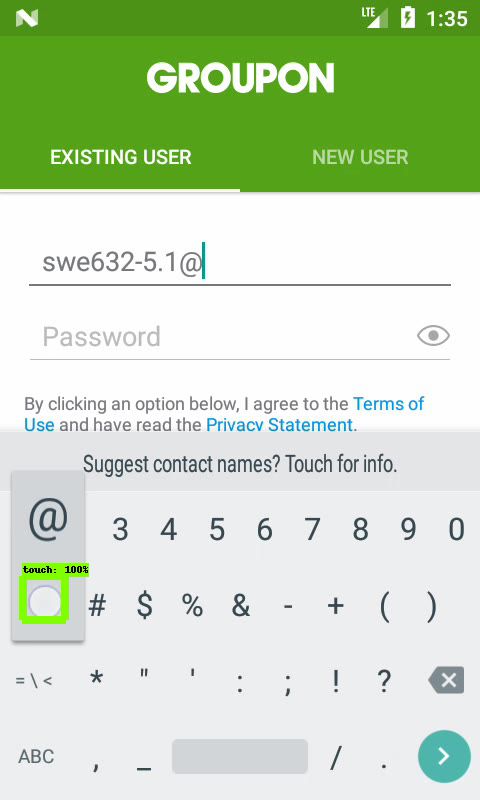 LTE 1:35
GROUPON
EXISTING USER NEW USER
swe632-5.1@
Password
By clicking an option below, I agree to the Terms of
Use and have read the Privacy Statement.
Suggest contact names? Touch for info.
@ 3 4 5 6 7 8 9 0
touch: 100%
# $ % & - + ( )
= \ < * " ' : ; ! ?
ABC , _ / .